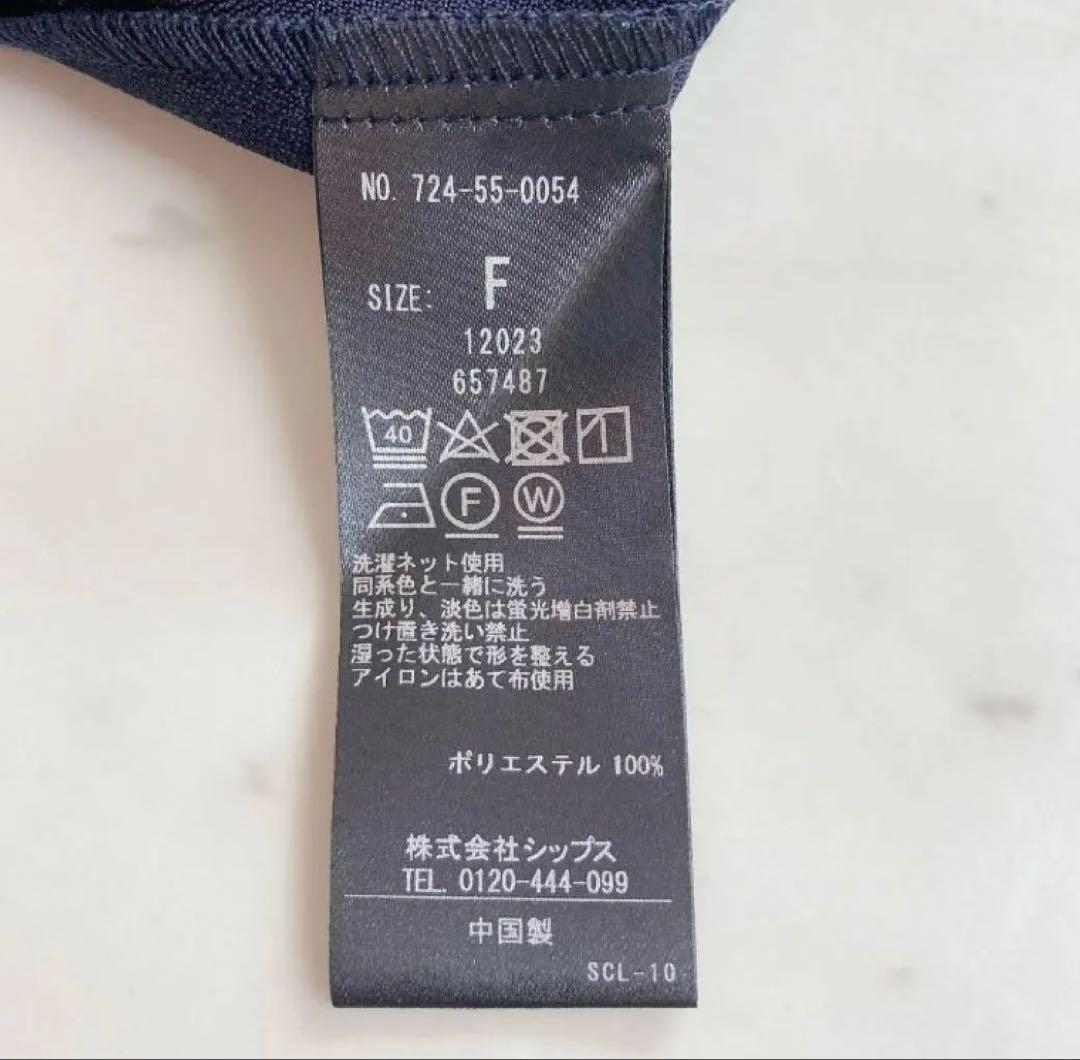 NO. 724-55-0054
SIZE: F
12023
657487
40
F W
洗濯ネット使用
同系色と一緒に洗う
生成り、淡色は蛍光増白剤禁止
つけ置き洗い禁止
湿った状態で形を整える
アイロンはあて布使用
ポリエステル 100%
株式会社シップス
TEL. 0120-444-099
中国製
SCL-10